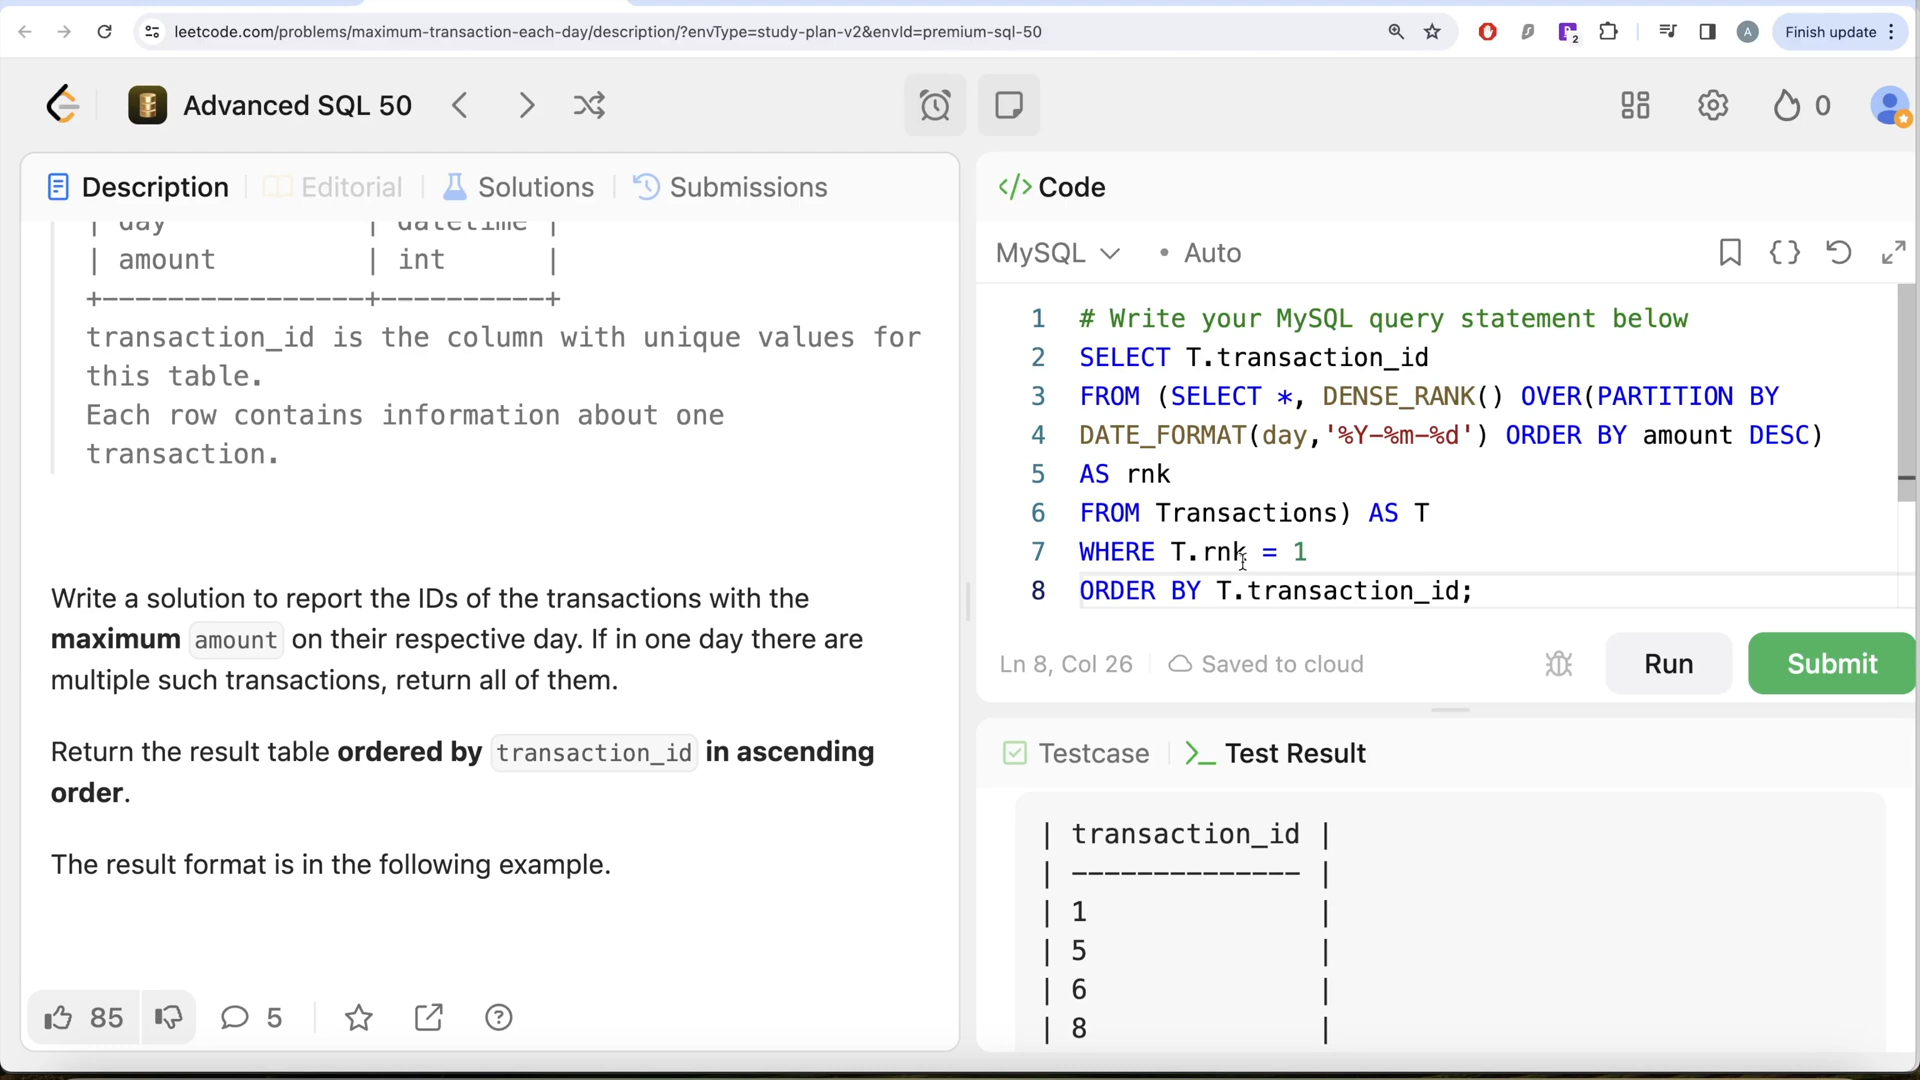 leetcode.com/problems/maximum-transaction-each-day/description/?envType=study-plan-v2&envId=premium-sql-50
2
A
Finish update
Advanced SQL 50
0
Description
Editorial
Solutions
Submissions
| day | datetime |
| amount | int |
+----------------+----------+
transaction_id is the column with unique values for
this table.
Each row contains information about one
transaction.
Write a solution to report the IDs of the transactions with the
maximum amount on their respective day. If in one day there are
multiple such transactions, return all of them.
Return the result table ordered by transaction_id in ascending
order.
The result format is in the following example.
85
5
</> Code
MySQL • Auto
1 # Write your MySQL query statement below
2 SELECT T.transaction_id
3 FROM (SELECT *, DENSE_RANK() OVER(PARTITION BY
4 DATE_FORMAT(day,'%Y-%m-%d') ORDER BY amount DESC)
5 AS rnk
6 FROM Transactions) AS T
7 WHERE T.rnk = 1
8 ORDER BY T.transaction_id;
Ln 8, Col 26
Saved to cloud
Run
Submit
Testcase
>_ Test Result
| transaction_id |
| -------------- |
| 1 |
| 5 |
| 6 |
| 8 |